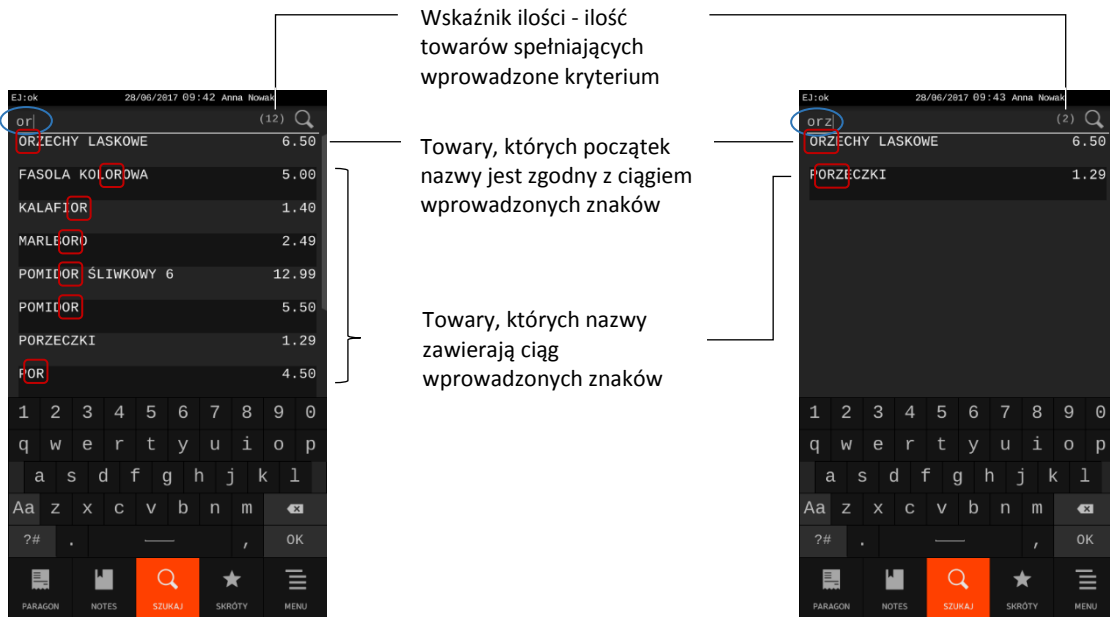 Wskaźnik ilości - ilość
towarów spełniających
wprowadzone kryterium
EJ:ok 28/06/2017 09:42 Anna Nowak
or (12)
ORZECHY LASKOWE 6.50
FASOLA KOLOROWA 5.00
KALAFIOR 1.40
MARLBORO 2.49
POMIDOR ŚLIWKOWY 6 12.99
POMIDOR 5.50
PORZECZKI 1.29
POR 4.50
1 2 3 4 5 6 7 8 9 0
q w e r t y u i o p
a s d f g h j k l
Aa z x c v b n m
?# . , OK
PARAGON NOTES SZUKAJ SKRÓTY MENU
Towary, których początek
nazwy jest zgodny z ciągiem
wprowadzonych znaków
Towary, których nazwy
zawierają ciąg
wprowadzonych znaków
EJ:ok 28/06/2017 09:43 Anna Nowak
orz (2)
ORZECHY LASKOWE 6.50
PORZECZKI 1.29
1 2 3 4 5 6 7 8 9 0
q w e r t y u i o p
a s d f g h j k l
Aa z x c v b n m
?# . , OK
PARAGON NOTES SZUKAJ SKRÓTY MENU